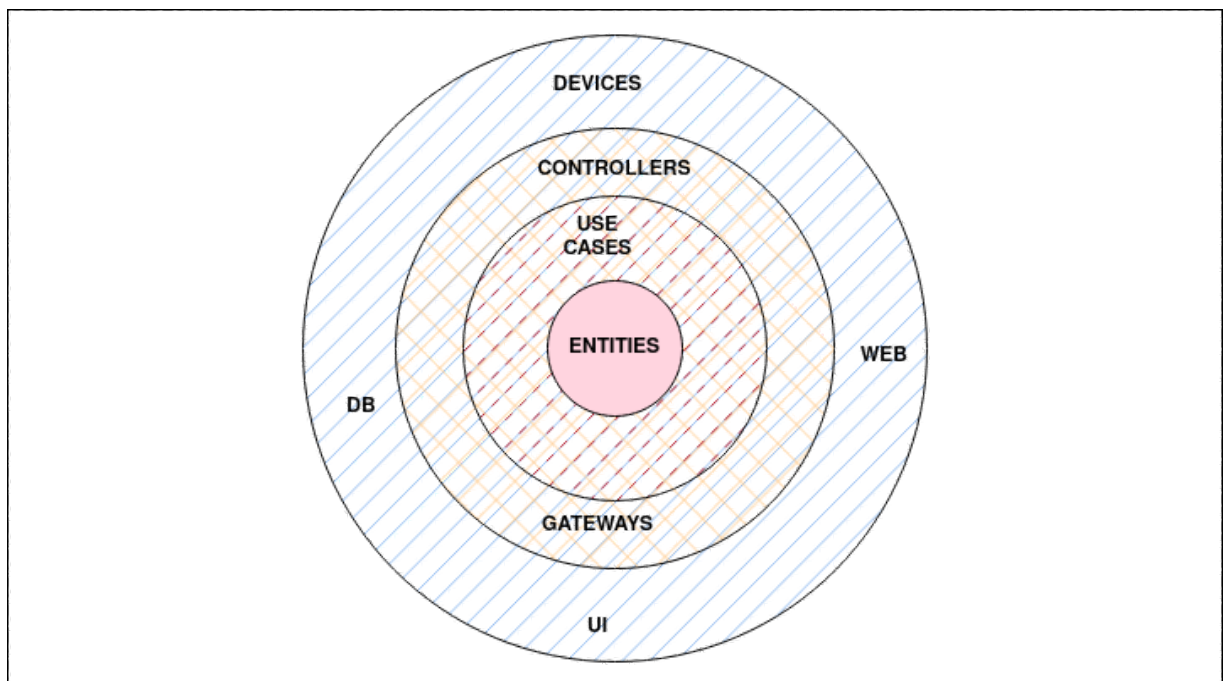 DEVICES
CONTROLLERS
USE
CASES
ENTITIES
WEB
DB
GATEWAYS
UI